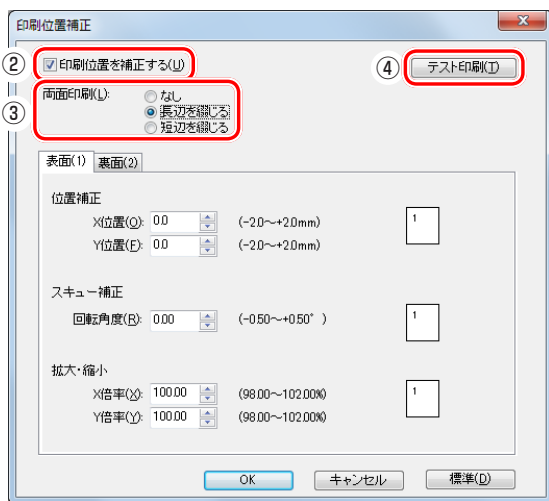 印刷位置補正
② 印刷位置を補正する(U)
④ テスト印刷(T)
③ 両面印刷(L): なし
長辺を綴じる
短辺を綴じる
表面(1) 裏面(2)
位置補正
X位置(O): 0.0 (-2.0～+2.0mm) 1
Y位置(F): 0.0 (-2.0～+2.0mm)
スキュー補正
回転角度(R): 0.00 (-0.50～+0.50°) 1
拡大・縮小
X倍率(X): 100.00 (98.00～102.00%) 1
Y倍率(Y): 100.00 (98.00～102.00%)
OK キャンセル 標準(D)